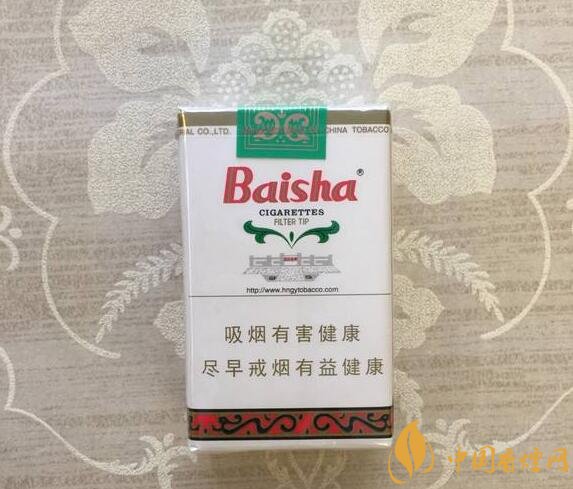 RIAL CO.,LTD. CHINA TOBACCO
Baisha®
CIGARETTES
FILTER TIP
http://www.hngytobacco.com
吸烟有害健康
尽早戒烟有益健康
中国香烟网